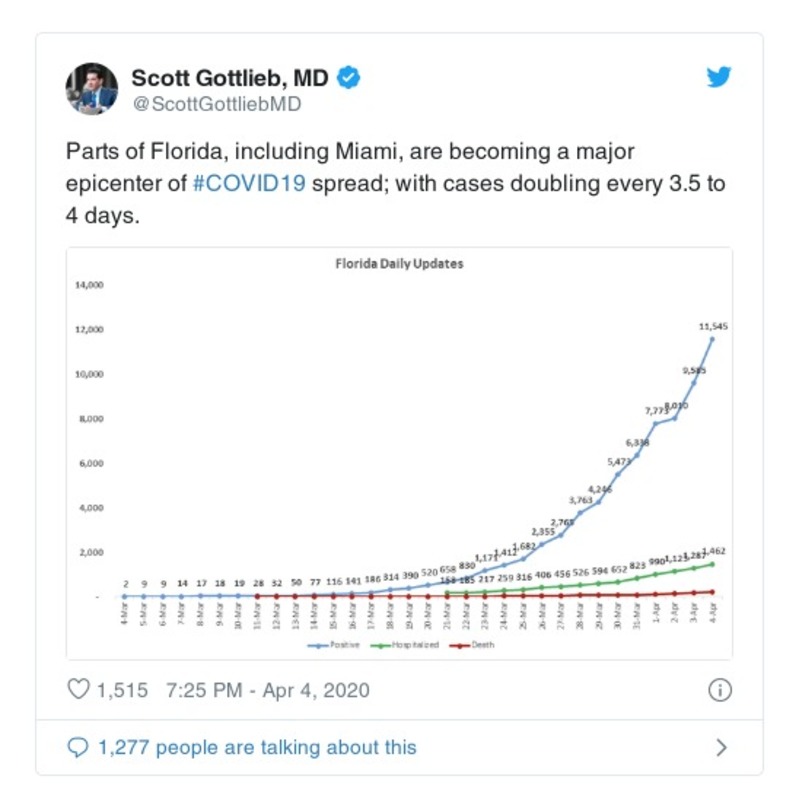 Scott Gottlieb, MD
@ScottGottliebMD
Parts of Florida, including Miami, are becoming a major
epicenter of #COVID19 spread; with cases doubling every 3.5 to
4 days.
Florida Daily Updates
14,000
12,000
10,000
8,000
6,000
4,000
2,000
-
11,545
9,585
7,773 8,010
6,338
5,473
4,246
3,763
2,765
2,355
1,682
1,412
1,171
2 9 9 14 17 18 19 28 32 50 77 116 141 186 314 390 520 658 830
158 185 217 259 316 406 456 526 594 652 823 990 1,123 1,287 1,462
4-Mar 5-Mar 6-Mar 7-Mar 8-Mar 9-Mar 10-Mar 11-Mar 12-Mar 13-Mar 14-Mar 15-Mar 16-Mar 17-Mar 18-Mar 19-Mar 20-Mar 21-Mar 22-Mar 23-Mar 24-Mar 25-Mar 26-Mar 27-Mar 28-Mar 29-Mar 30-Mar 31-Mar 1-Apr 2-Apr 3-Apr 4-Apr
Positive Hospitalized Death
1,515 7:25 PM - Apr 4, 2020
1,277 people are talking about this